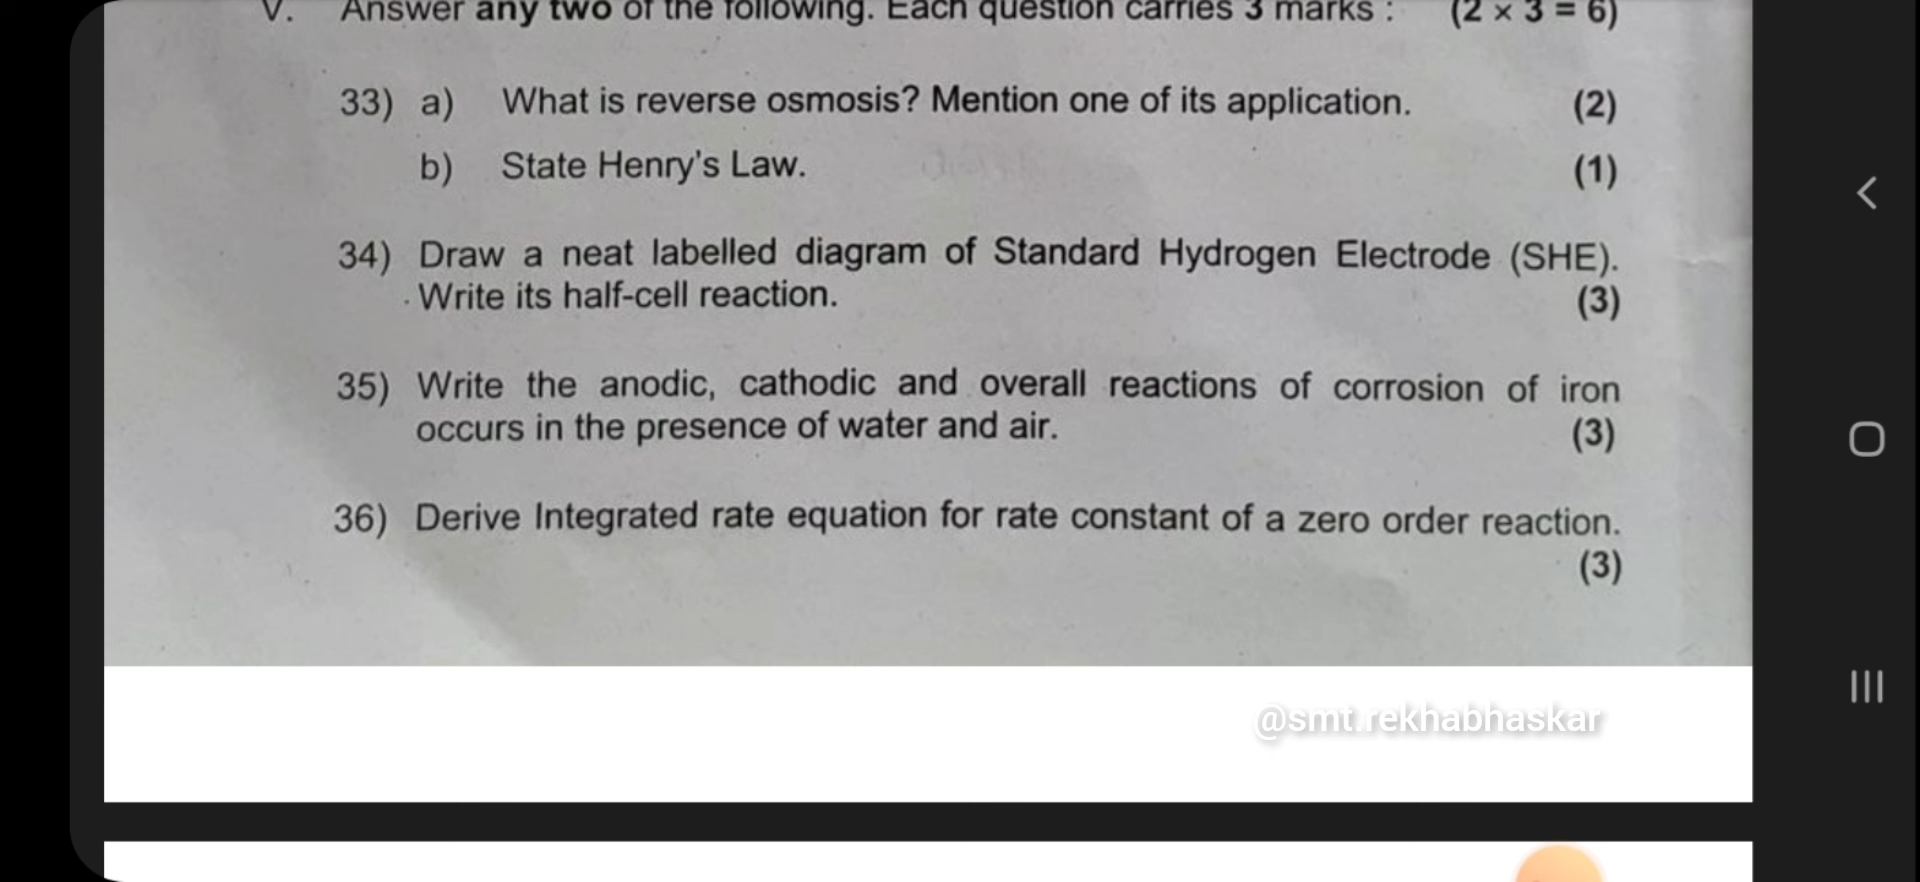 V. Answer any two of the following. Each question carries 3 marks : (2 × 3 = 6)
33) a) What is reverse osmosis? Mention one of its application. (2)
b) State Henry's Law. (1)
34) Draw a neat labelled diagram of Standard Hydrogen Electrode (SHE).
Write its half-cell reaction. (3)
35) Write the anodic, cathodic and overall reactions of corrosion of iron
occurs in the presence of water and air. (3)
36) Derive Integrated rate equation for rate constant of a zero order reaction.
(3)
@smt.rekhabhaskar